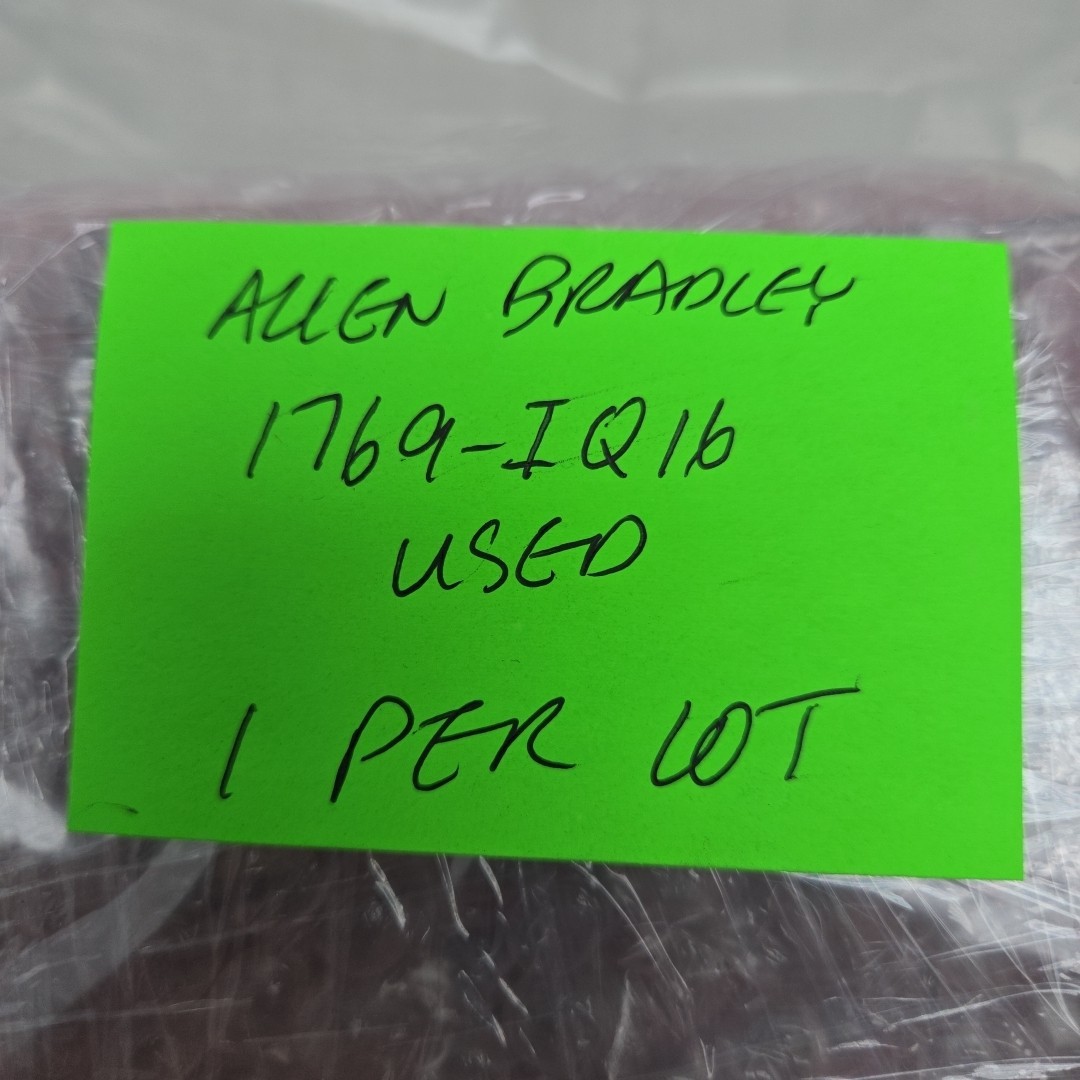 ALLEN BRADLEY
1769-IQ16
USED
1 PER LOT